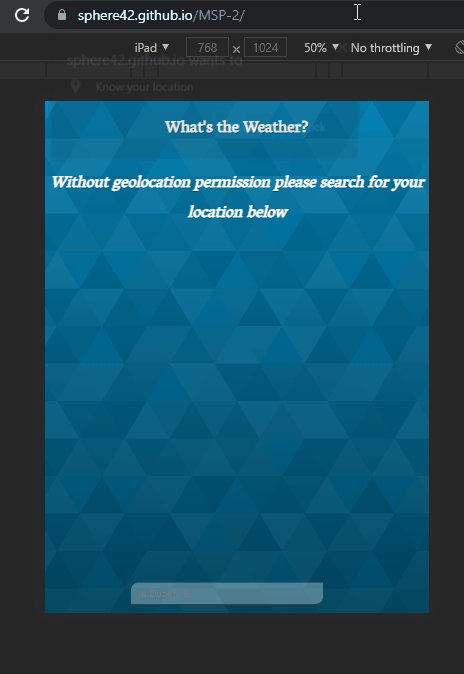 sphere42.github.io/MSP-2/
iPad ▼ 768 × 1024 50% ▼ No throttling ▼
sphere42.github.io wants to
Know your location
What's the Weather?
Without geolocation permission please search for your
location below